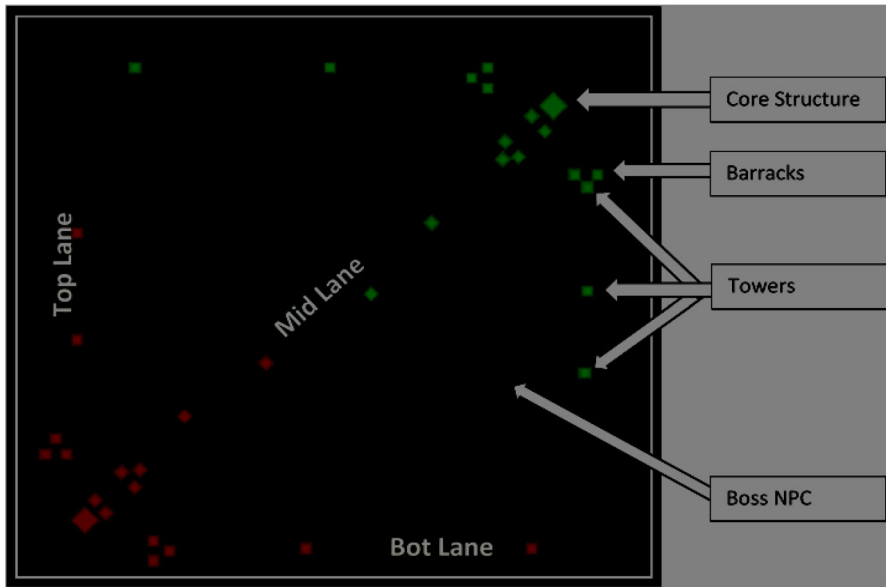 Core Structure
Barracks
Top Lane
Mid Lane
Towers
Boss NPC
Bot Lane